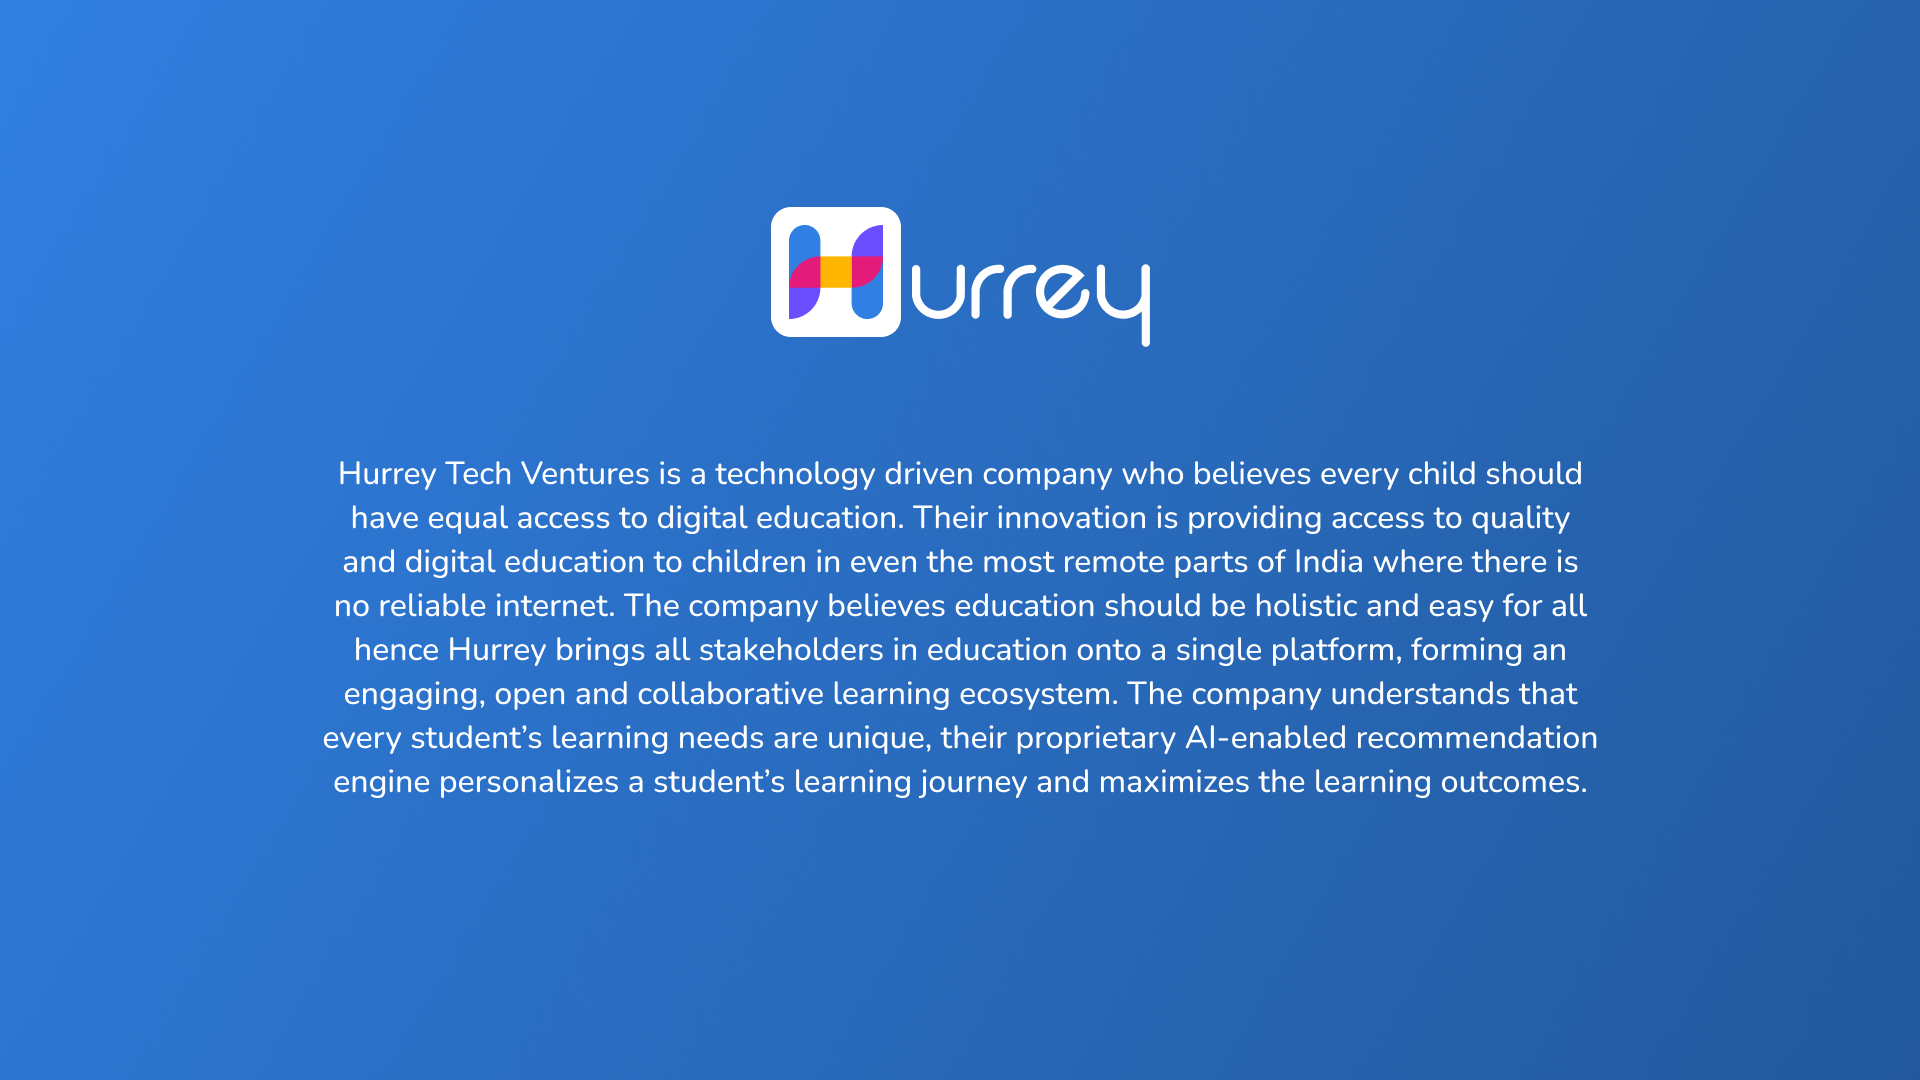 Hurrey
Hurrey Tech Ventures is a technology driven company who believes every child should
have equal access to digital education. Their innovation is providing access to quality
and digital education to children in even the most remote parts of India where there is
no reliable internet. The company believes education should be holistic and easy for all
hence Hurrey brings all stakeholders in education onto a single platform, forming an
engaging, open and collaborative learning ecosystem. The company understands that
every student’s learning needs are unique, their proprietary AI-enabled recommendation
engine personalizes a student’s learning journey and maximizes the learning outcomes.